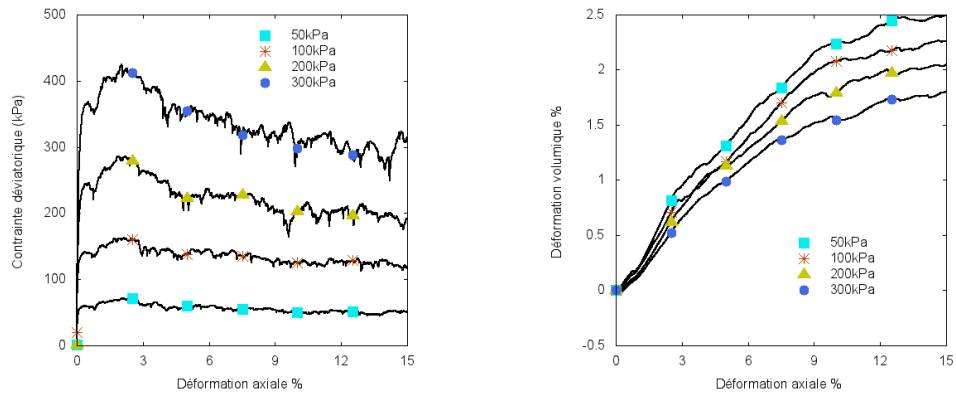 500
400
300
200
100
0
Contrainte déviatorique (kPa)
50kPa
100kPa
200kPa
300kPa
0 3 6 9 12 15
Déformation axiale %
2.5
2
1.5
1
0.5
0
-0.5
Déformation volumique %
50kPa
100kPa
200kPa
300kPa
0 3 6 9 12 15
Déformation axiale %